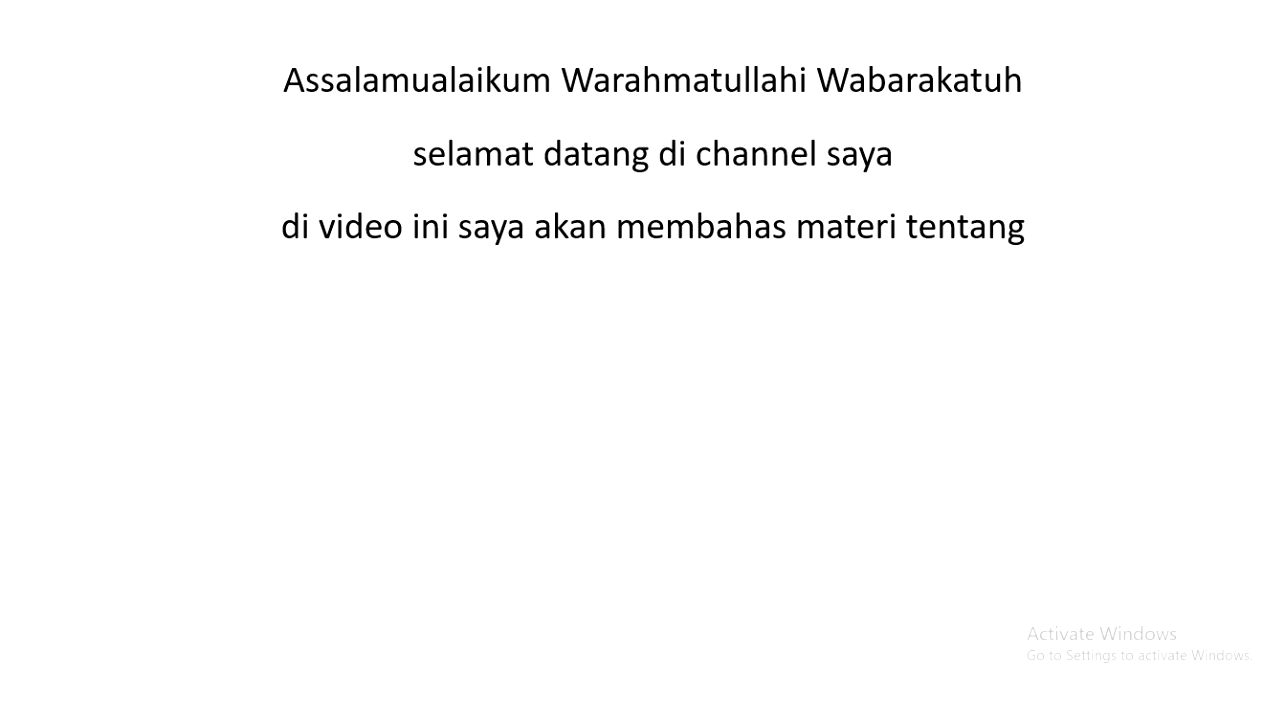 Assalamualaikum Warahmatullahi Wabarakatuh
selamat datang di channel saya
di video ini saya akan membahas materi tentang
Activate Windows
Go to Settings to activate Windows.